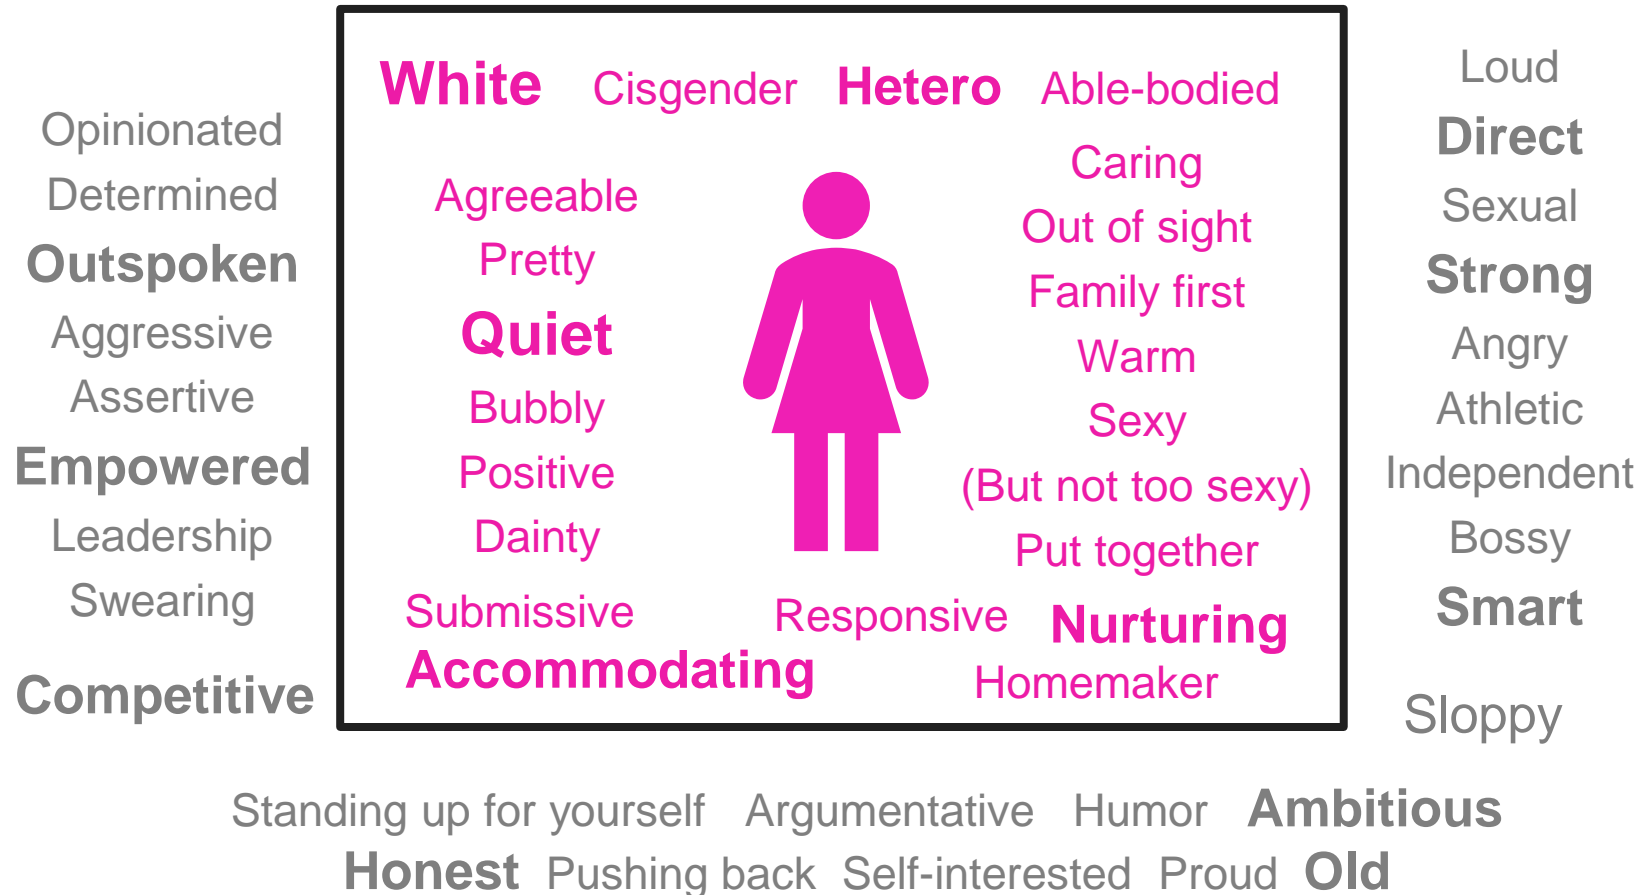 Opinionated
Determined
Outspoken
Aggressive
Assertive
Empowered
Leadership
Swearing
Competitive
White Cisgender Hetero Able-bodied
Agreeable
Pretty
Quiet
Bubbly
Positive
Dainty
Submissive
Accommodating
Caring
Out of sight
Family first
Warm
Sexy
(But not too sexy)
Put together
Responsive Nurturing
Homemaker
Loud
Direct
Sexual
Strong
Angry
Athletic
Independent
Bossy
Smart
Sloppy
Standing up for yourself Argumentative Humor Ambitious
Honest Pushing back Self-interested Proud Old